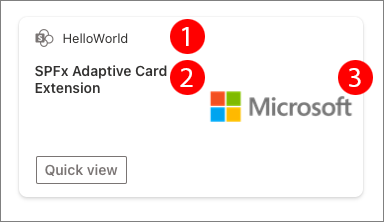 HelloWorld 1
SPFx Adaptive Card 2
Extension
Microsoft 3
Quick view